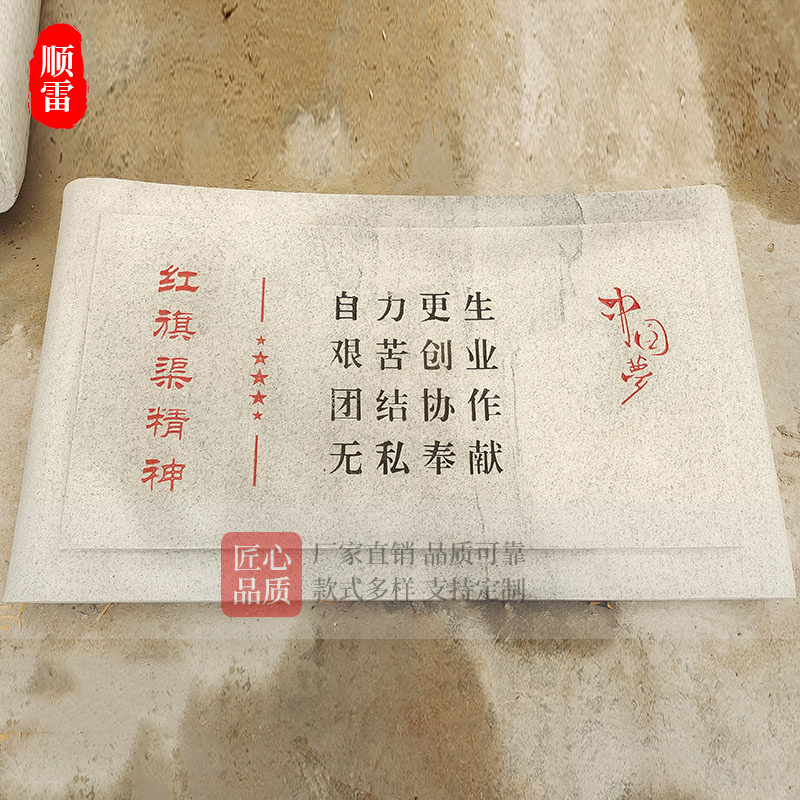 顺雷
红旗渠精神
自力更生
艰苦创业
团结协作
无私奉献
中国夢
匠心品质
厂家直销 品质可靠
款式多样 支持定制